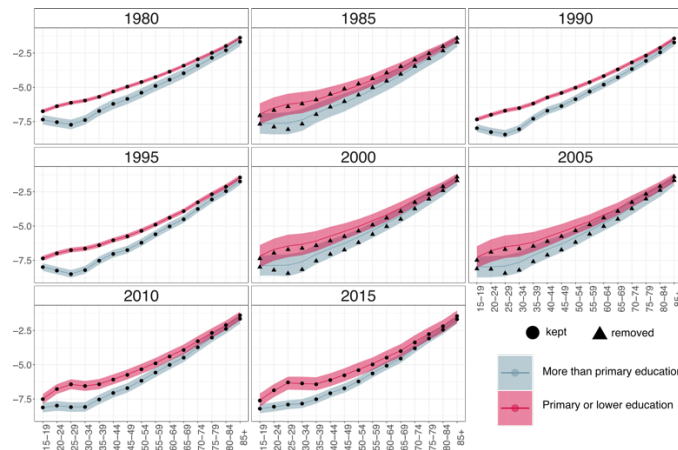 1980 1985 1990
−2.5
−5.0
−7.5
1995 2000 2005
−2.5
−5.0
−7.5
2010 2015
−2.5
−5.0
−7.5
15–19 20–24 25–29 30–34 35–39 40–44 45–49 50–54 55–59 60–64 65–69 70–74 75–79 80–84 85+
15–19 20–24 25–29 30–34 35–39 40–44 45–49 50–54 55–59 60–64 65–69 70–74 75–79 80–84 85+
15–19 20–24 25–29 30–34 35–39 40–44 45–49 50–54 55–59 60–64 65–69 70–74 75–79 80–84 85+
kept removed
More than primary education
Primary or lower education